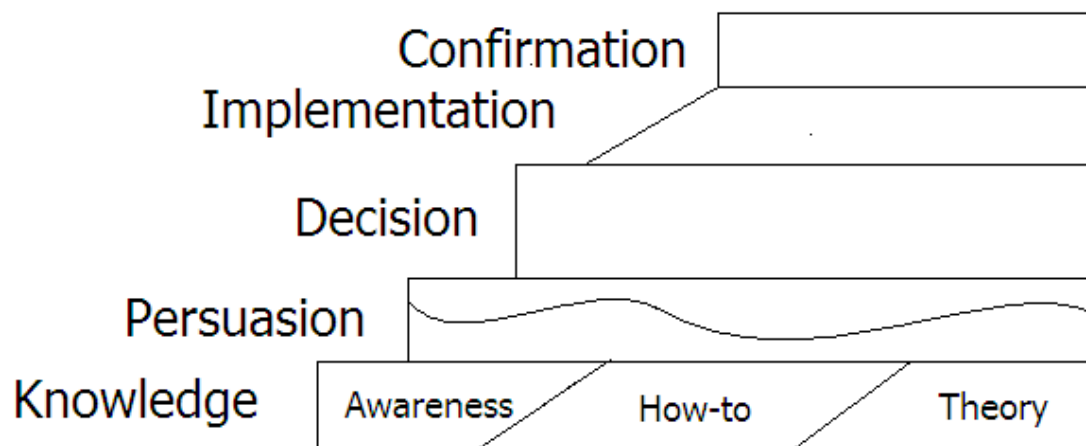 Confirmation
Implementation
Decision
Persuasion
Knowledge
Awareness
How-to
Theory